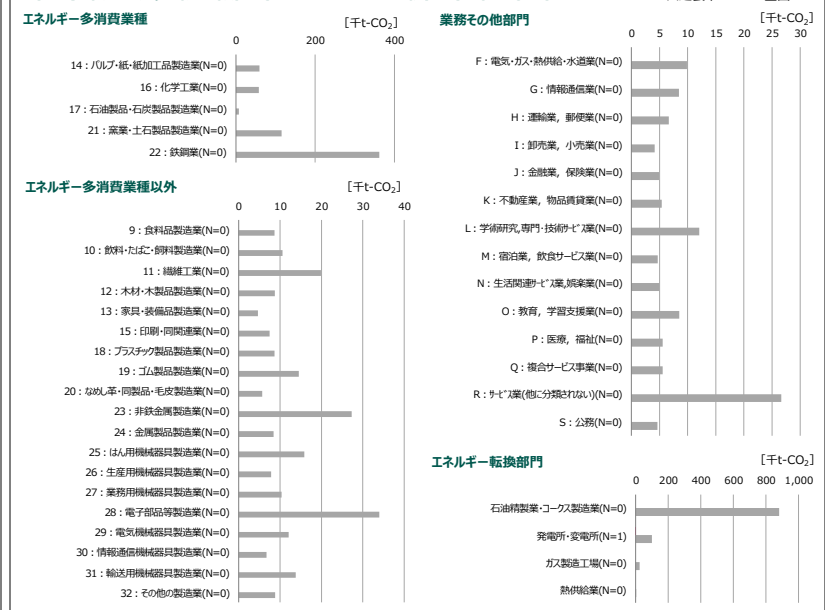 エネルギー多消費業種
[千t-CO₂]
0 200 400
14：パルプ・紙・紙加工品製造業(N=0)
16：化学工業(N=0)
17：石油製品・石炭製品製造業(N=0)
21：窯業・土石製品製造業(N=0)
22：鉄鋼業(N=0)
エネルギー多消費業種以外
[千t-CO₂]
0 10 20 30 40
9：食料品製造業(N=0)
10：飲料・たばこ・飼料製造業(N=0)
11：繊維工業(N=0)
12：木材・木製品製造業(N=0)
13：家具・装備品製造業(N=0)
15：印刷・同関連業(N=0)
18：プラスチック製品製造業(N=0)
19：ゴム製品製造業(N=0)
20：なめし革・同製品・毛皮製造業(N=0)
23：非鉄金属製造業(N=0)
24：金属製品製造業(N=0)
25：はん用機械器具製造業(N=0)
26：生産用機械器具製造業(N=0)
27：業務用機械器具製造業(N=0)
28：電子部品等製造業(N=0)
29：電気機械器具製造業(N=0)
30：情報通信機械器具製造業(N=0)
31：輸送用機械器具製造業(N=0)
32：その他の製造業(N=0)
業務その他部門
[千t-CO₂]
0 5 10 15 20 25 30
F：電気・ガス・熱供給・水道業(N=0)
G：情報通信業(N=0)
H：運輸業，郵便業(N=0)
I：卸売業，小売業(N=0)
J：金融業，保険業(N=0)
K：不動産業，物品賃貸業(N=0)
L：学術研究,専門・技術ｻｰﾋﾞｽ業(N=0)
M：宿泊業，飲食サービス業(N=0)
N：生活関連ｻｰﾋﾞｽ業,娯楽業(N=0)
O：教育，学習支援業(N=0)
P：医療，福祉(N=0)
Q：複合サービス事業(N=0)
R：ｻｰﾋﾞｽ業(他に分類されない)(N=0)
S：公務(N=0)
エネルギー転換部門
[千t-CO₂]
0 200 400 600 800 1,000
石油精製業・コークス製造業(N=0)
発電所・変電所(N=1)
ガス製造工場(N=0)
熱供給業(N=0)